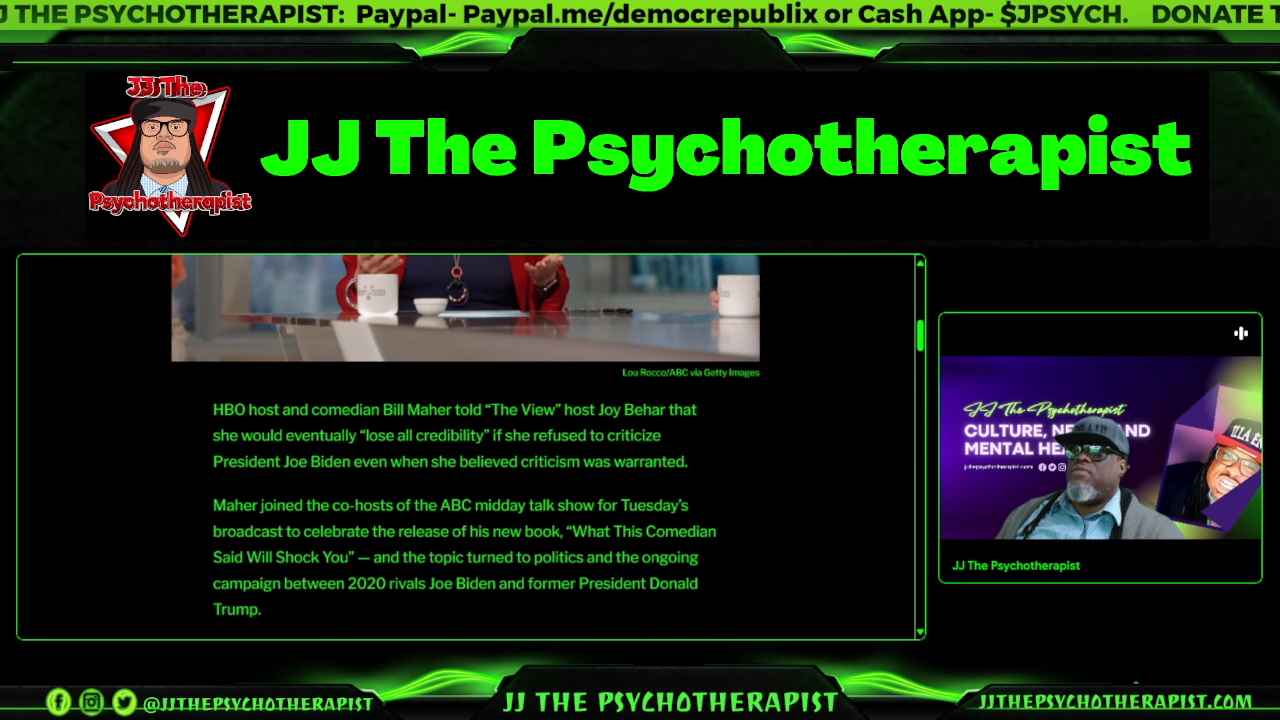 J THE PSYCHOTHERAPIST: Paypal- Paypal.me/democrepublix or Cash App- $JPSYCH. DONATE T
JJ The
Psychotherapist
JJ The Psychotherapist
Lou Rocco/ABC via Getty Images
HBO host and comedian Bill Maher told “The View” host Joy Behar that
she would eventually “lose all credibility” if she refused to criticize
President Joe Biden even when she believed criticism was warranted.
Maher joined the co-hosts of the ABC midday talk show for Tuesday’s
broadcast to celebrate the release of his new book, “What This Comedian
Said Will Shock You” — and the topic turned to politics and the ongoing
campaign between 2020 rivals Joe Biden and former President Donald
Trump.
JJ The Psychotherapist
CULTURE, NE ND
MENTAL HEA
jjthepsychotherapist.com
JJ The Psychotherapist
@JJTHEPSYCHOTHERAPIST
JJ THE PSYCHOTHERAPIST
JJTHEPSYCHOTHERAPIST.COM